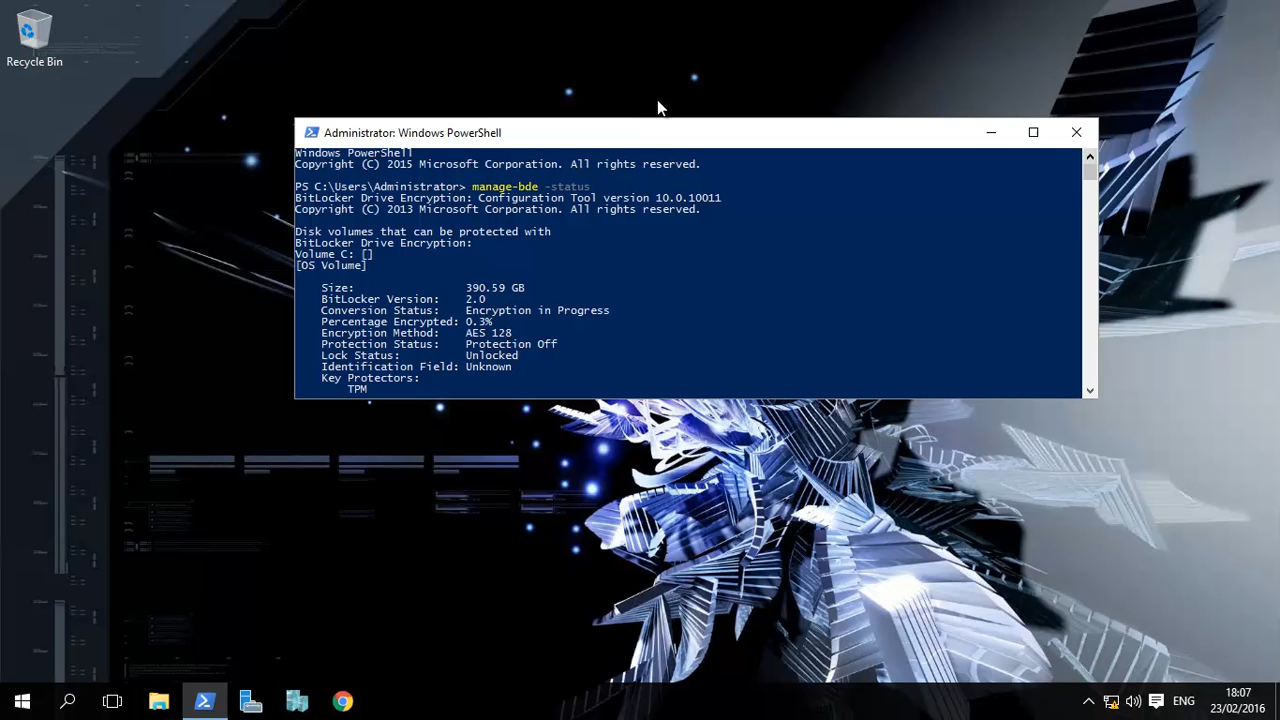 Recycle Bin
Administrator: Windows PowerShell
Windows PowerShell
Copyright (C) 2015 Microsoft Corporation. All rights reserved.
PS C:\Users\Administrator> manage-bde -status
BitLocker Drive Encryption: Configuration Tool version 10.0.10011
Copyright (C) 2013 Microsoft Corporation. All rights reserved.
Disk volumes that can be protected with
BitLocker Drive Encryption:
Volume C: []
[OS Volume]
Size: 390.59 GB
BitLocker Version: 2.0
Conversion Status: Encryption in Progress
Percentage Encrypted: 0.3%
Encryption Method: AES 128
Protection Status: Protection Off
Lock Status: Unlocked
Identification Field: Unknown
Key Protectors:
TPM
ENG
18:07
23/02/2016